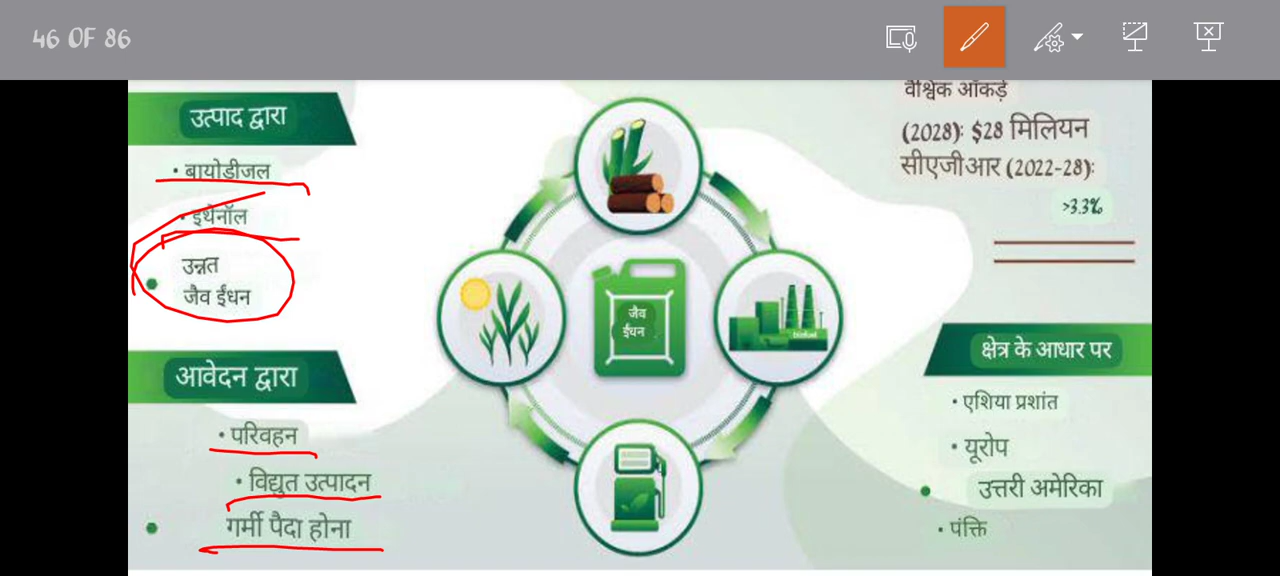 46 OF 86
उत्पाद द्वारा
• बायोडीजल
• इथेनॉल
• उन्नत
जैव ईंधन
आवेदन द्वारा
• परिवहन
• विद्युत उत्पादन
• गर्मी पैदा होना
जैव
ईंधन
biofuel
वैश्विक आँकड़े
(2028): $28 मिलियन
सीएजीआर (2022-28):
>3.3%
क्षेत्र के आधार पर
• एशिया प्रशांत
• यूरोप
• उत्तरी अमेरिका
• पंक्ति